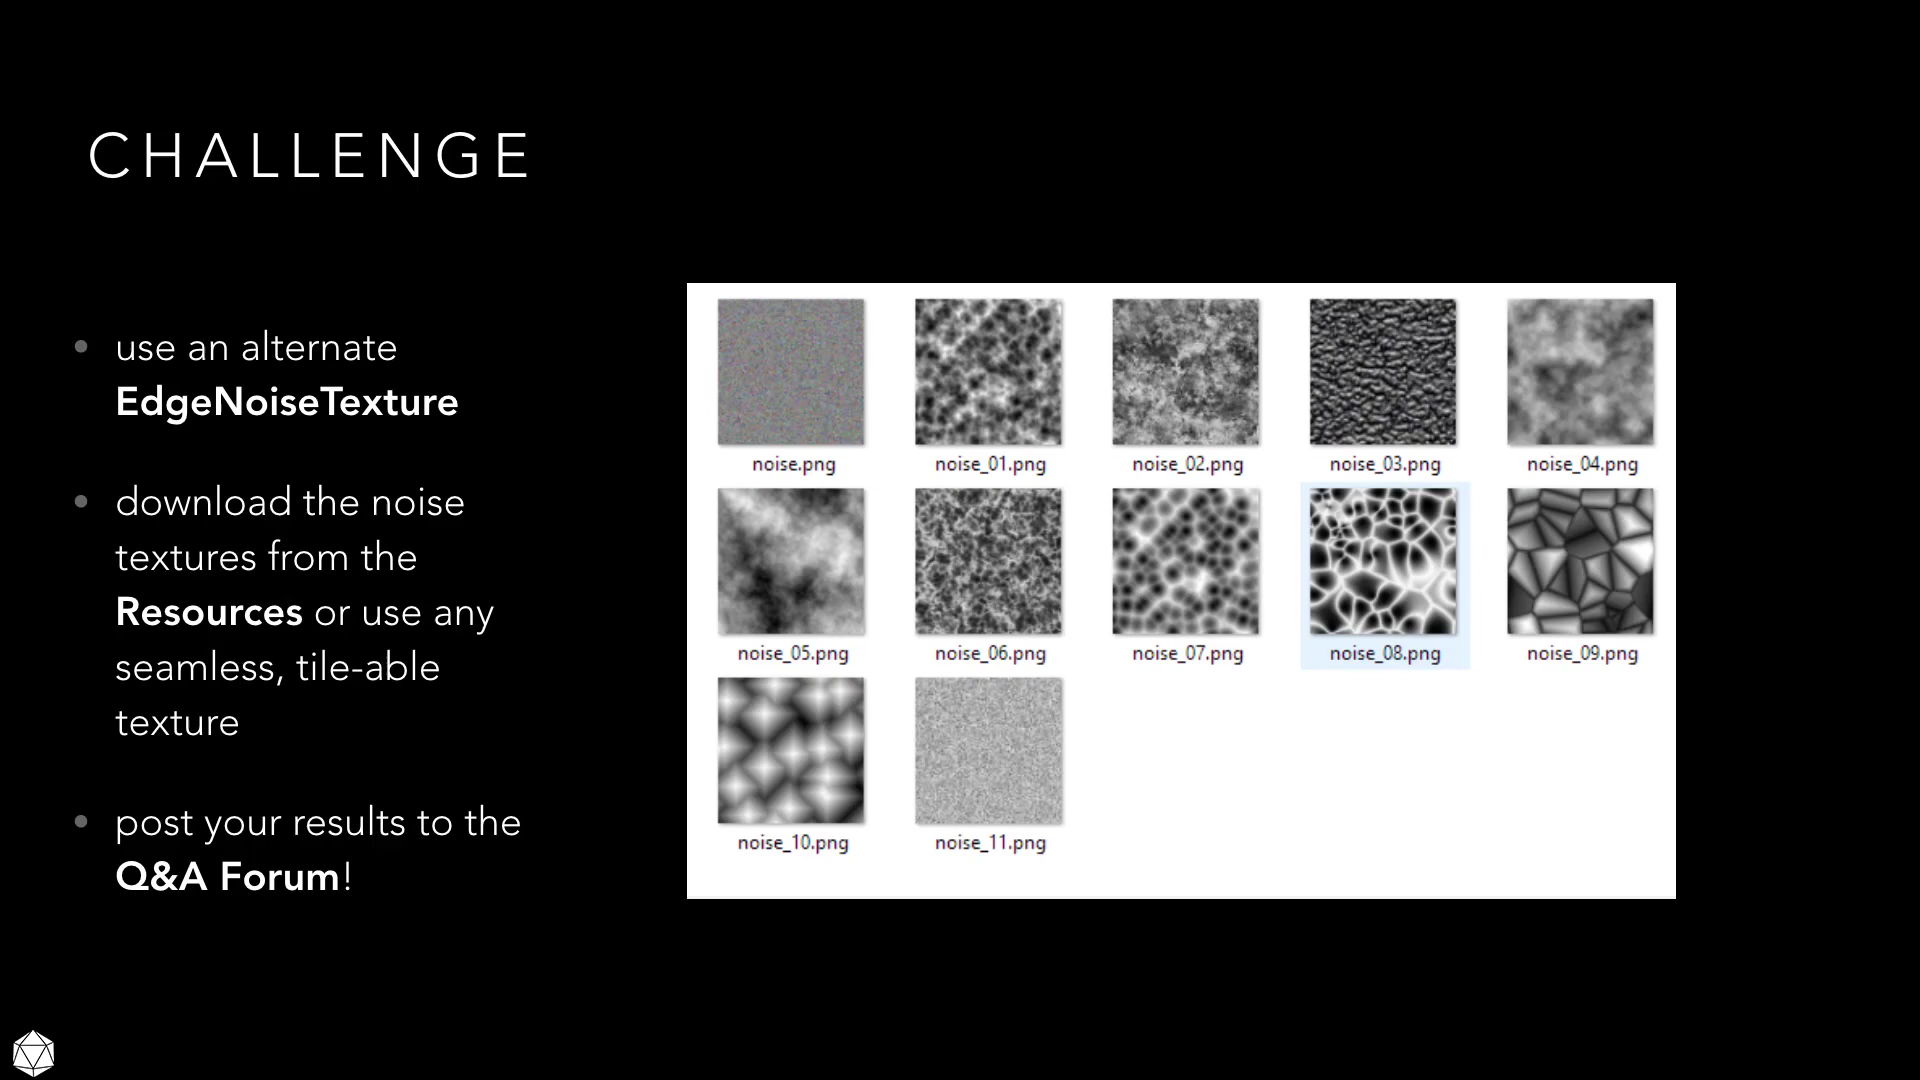 CHALLENGE
• use an alternate
EdgeNoiseTexture
• download the noise
textures from the
Resources or use any
seamless, tile-able
texture
• post your results to the
Q&A Forum!
noise.png
noise_01.png
noise_02.png
noise_03.png
noise_04.png
noise_05.png
noise_06.png
noise_07.png
noise_08.png
noise_09.png
noise_10.png
noise_11.png